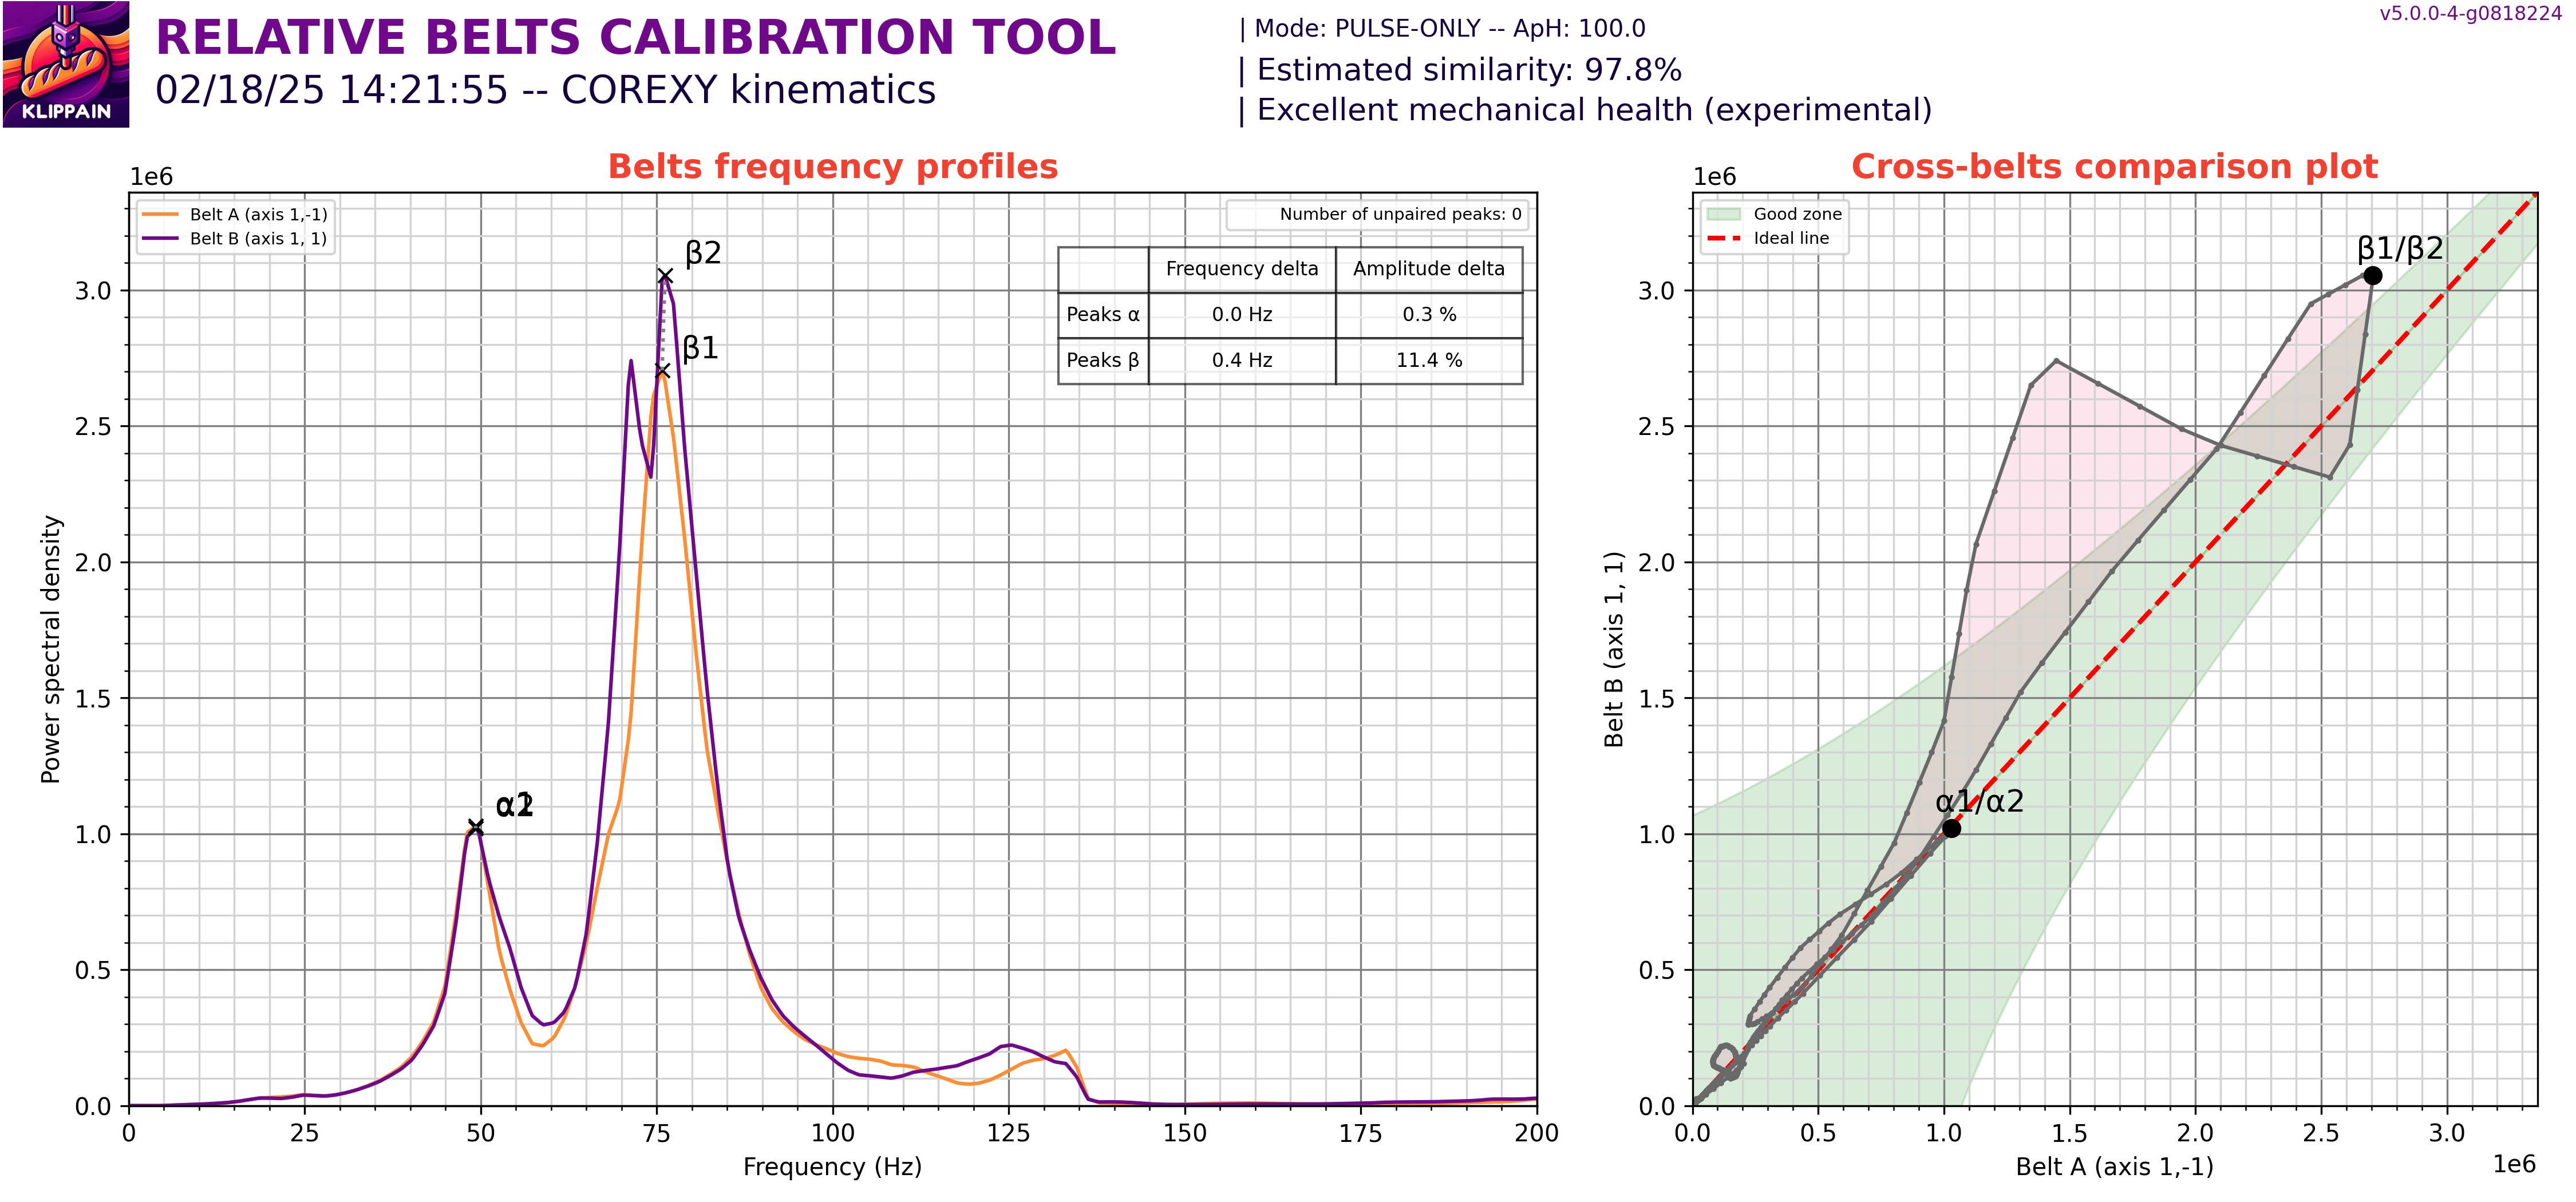 v5.0.0-4-g0818224
KLIPPAIN
RELATIVE BELTS CALIBRATION TOOL
02/18/25 14:21:55 -- COREXY kinematics
| Mode: PULSE-ONLY -- ApH: 100.0
| Estimated similarity: 97.8%
| Excellent mechanical health (experimental)
Belts frequency profiles
1e6
Belt A (axis 1,-1)
Belt B (axis 1, 1)
Number of unpaired peaks: 0
Frequency delta Amplitude delta
Peaks α 0.0 Hz 0.3 %
Peaks β 0.4 Hz 11.4 %
β2
β1
α1
α2
Power spectral density
3.0
2.5
2.0
1.5
1.0
0.5
0.0
0 25 50 75 100 125 150 175 200
Frequency (Hz)
Cross-belts comparison plot
1e6
Good zone
Ideal line
β1/β2
α1/α2
Belt B (axis 1, 1)
3.0
2.5
2.0
1.5
1.0
0.5
0.0
0.0 0.5 1.0 1.5 2.0 2.5 3.0
Belt A (axis 1,-1)
1e6